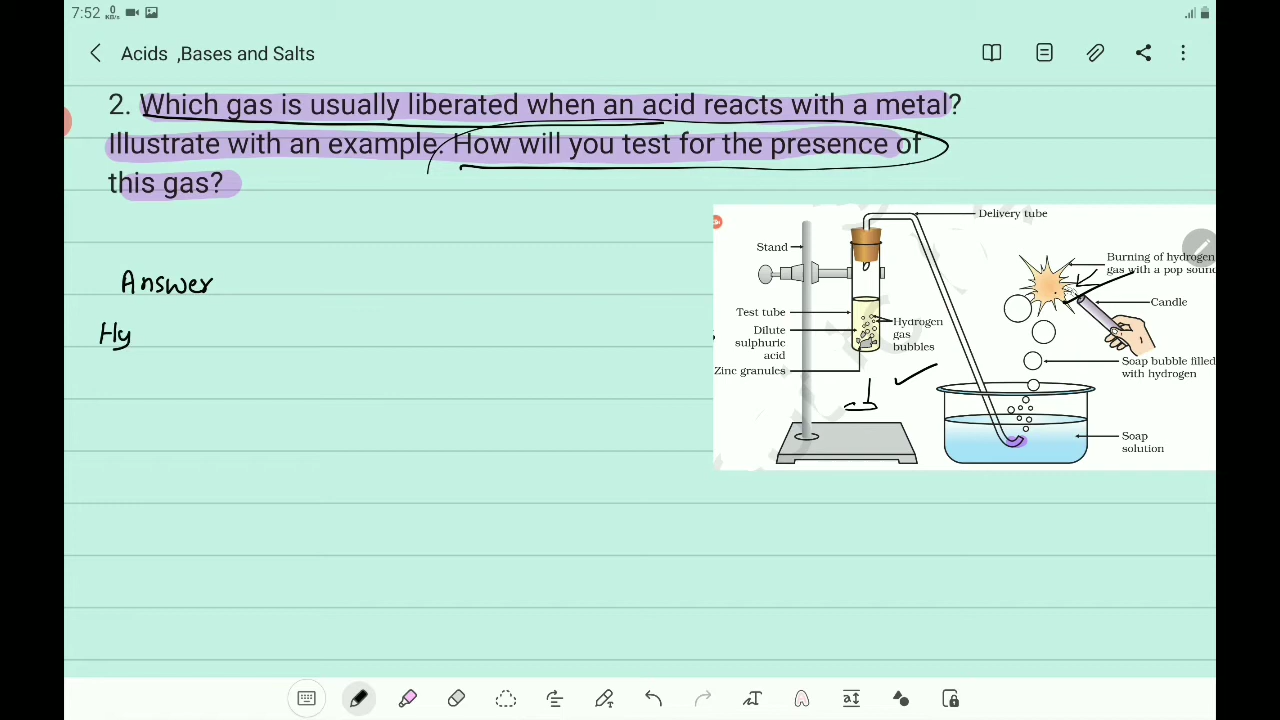 7:52 0 KB/s
Acids ,Bases and Salts
2. Which gas is usually liberated when an acid reacts with a metal?
Illustrate with an example. How will you test for the presence of
this gas?
Answer
Hy
Delivery tube
Stand
Burning of hydrogen
gas with a pop sound
Candle
Test tube
Hydrogen
gas
bubbles
Dilute
sulphuric
acid
Zinc granules
Soap bubble filled
with hydrogen
Soap
solution